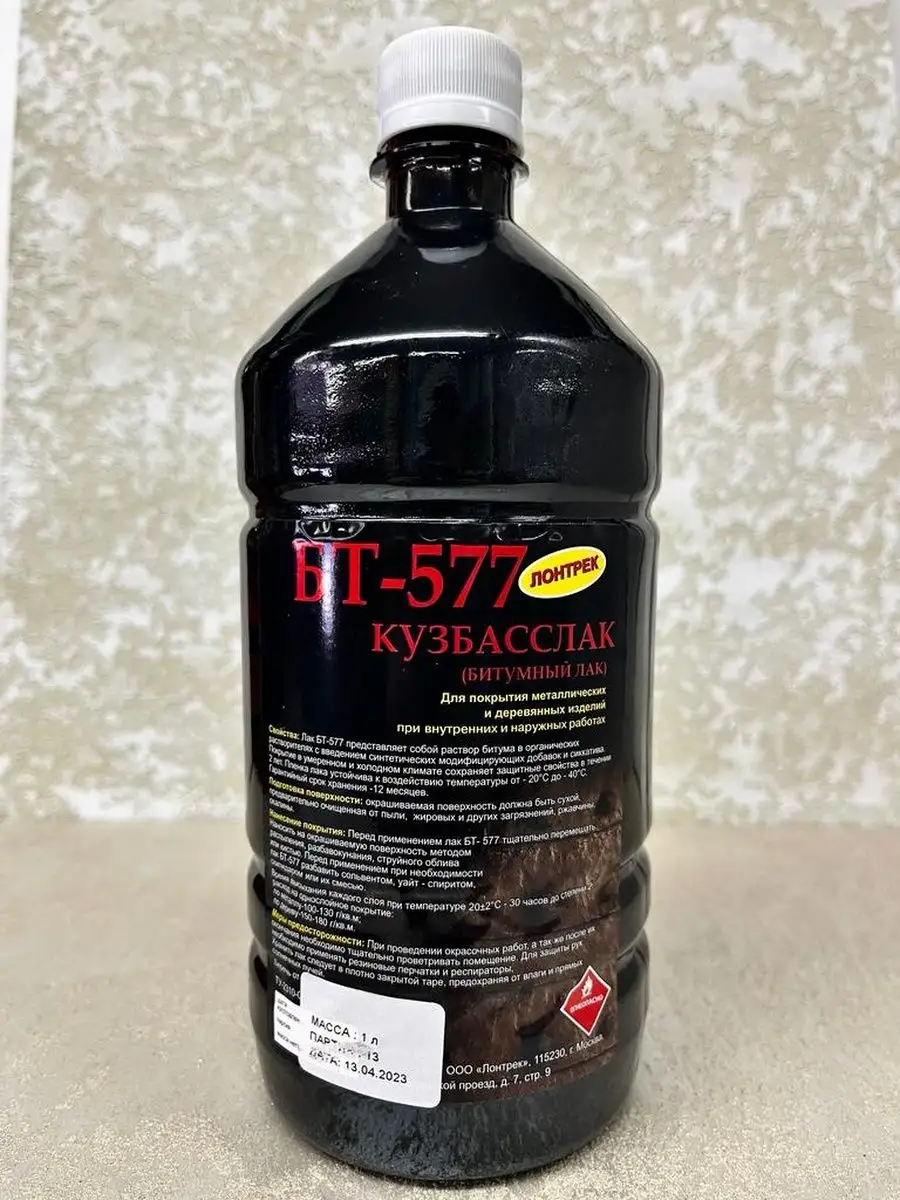 БТ-577
ЛОНТРЕК
КУЗБАССЛАК
(БИТУМНЫЙ ЛАК)
Для покрытия металлических
и деревянных изделий
при внутренних и наружных работах
Свойства: Лак БТ-577 представляет собой раствор битума в органических
растворителях с введением синтетических модифицирующих добавок и сиккатива.
Покрытие в умеренном и холодном климате сохраняет защитные свойства в течении
2 лет. Пленка лака устойчива к воздействию температуры от - 20°С до - 40°С.
Гарантийный срок хранения -12 месяцев.
Подготовка поверхности: окрашиваемая поверхность должна быть сухой,
предварительно очищенная от пыли, жировых и других загрязнений, ржавчины,
окалины.
Нанесение покрытия: Перед применением лак БТ- 577 тщательно перемешать.
Наносить на окрашиваемую поверхность методом
распыления, струйного облива
или кистью. Перед применением при необходимости
лак БТ-577 разбавить сольвентом, уайт - спиритом,
или их смесью.
Время высыхания каждого слоя при температуре 20±2°С - 30 часов до степени
расход на однослойное покрытие:
по металлу-100-130 г/кв.м;
по дереву-150-180 г/кв.м.
Меры предосторожности: При проведении окрасочных работ, а так же после их
окончания необходимо тщательно проветривать помещение. Для защиты рук
необходимо применять резиновые перчатки и респираторы.
Хранить лак следует в плотно закрытой таре, предохраняя от влаги и прямых
солнечных лучей.
ОГНЕОПАСНО
МАССА : 1 л
ДАТА: 13.04.2023
ООО «Лонтрек», 115230, г. Москва,
проезд, д. 7, стр. 9